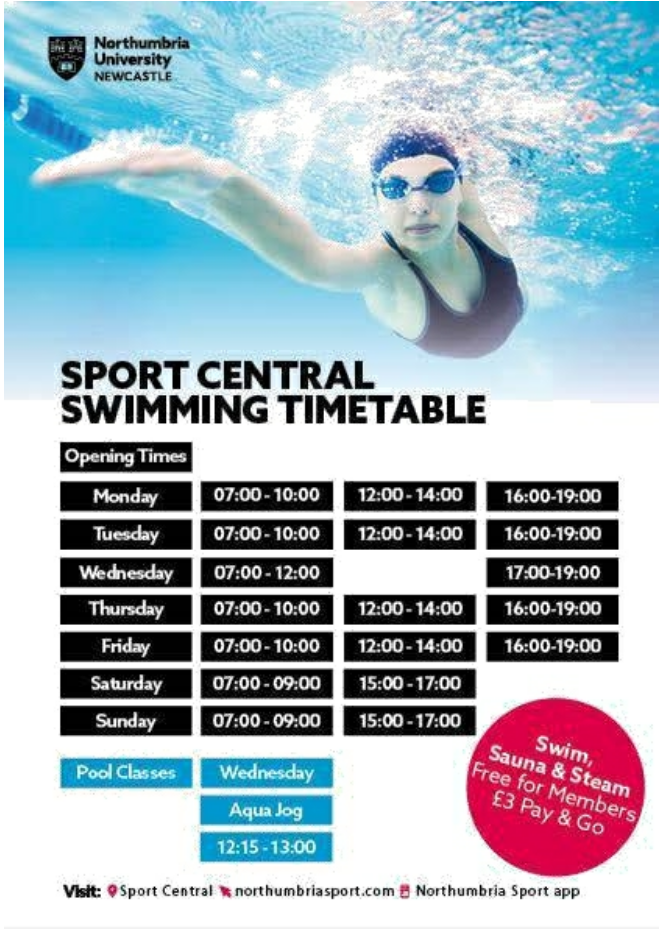 Northumbria
University
NEWCASTLE
SPORT CENTRAL
SWIMMING TIMETABLE
Opening Times
Monday 07:00 - 10:00 12:00 - 14:00 16:00-19:00
Tuesday 07:00 - 10:00 12:00 - 14:00 16:00-19:00
Wednesday 07:00 - 12:00 17:00-19:00
Thursday 07:00 - 10:00 12:00 - 14:00 16:00-19:00
Friday 07:00 - 10:00 12:00 - 14:00 16:00-19:00
Saturday 07:00 - 09:00 15:00 - 17:00
Sunday 07:00 - 09:00 15:00 - 17:00
Swim,
Sauna & Steam
Free for Members
£3 Pay & Go
Pool Classes Wednesday
Aqua Jog
12:15 - 13:00
Visit: Sport Central northumbriasport.com Northumbria Sport app